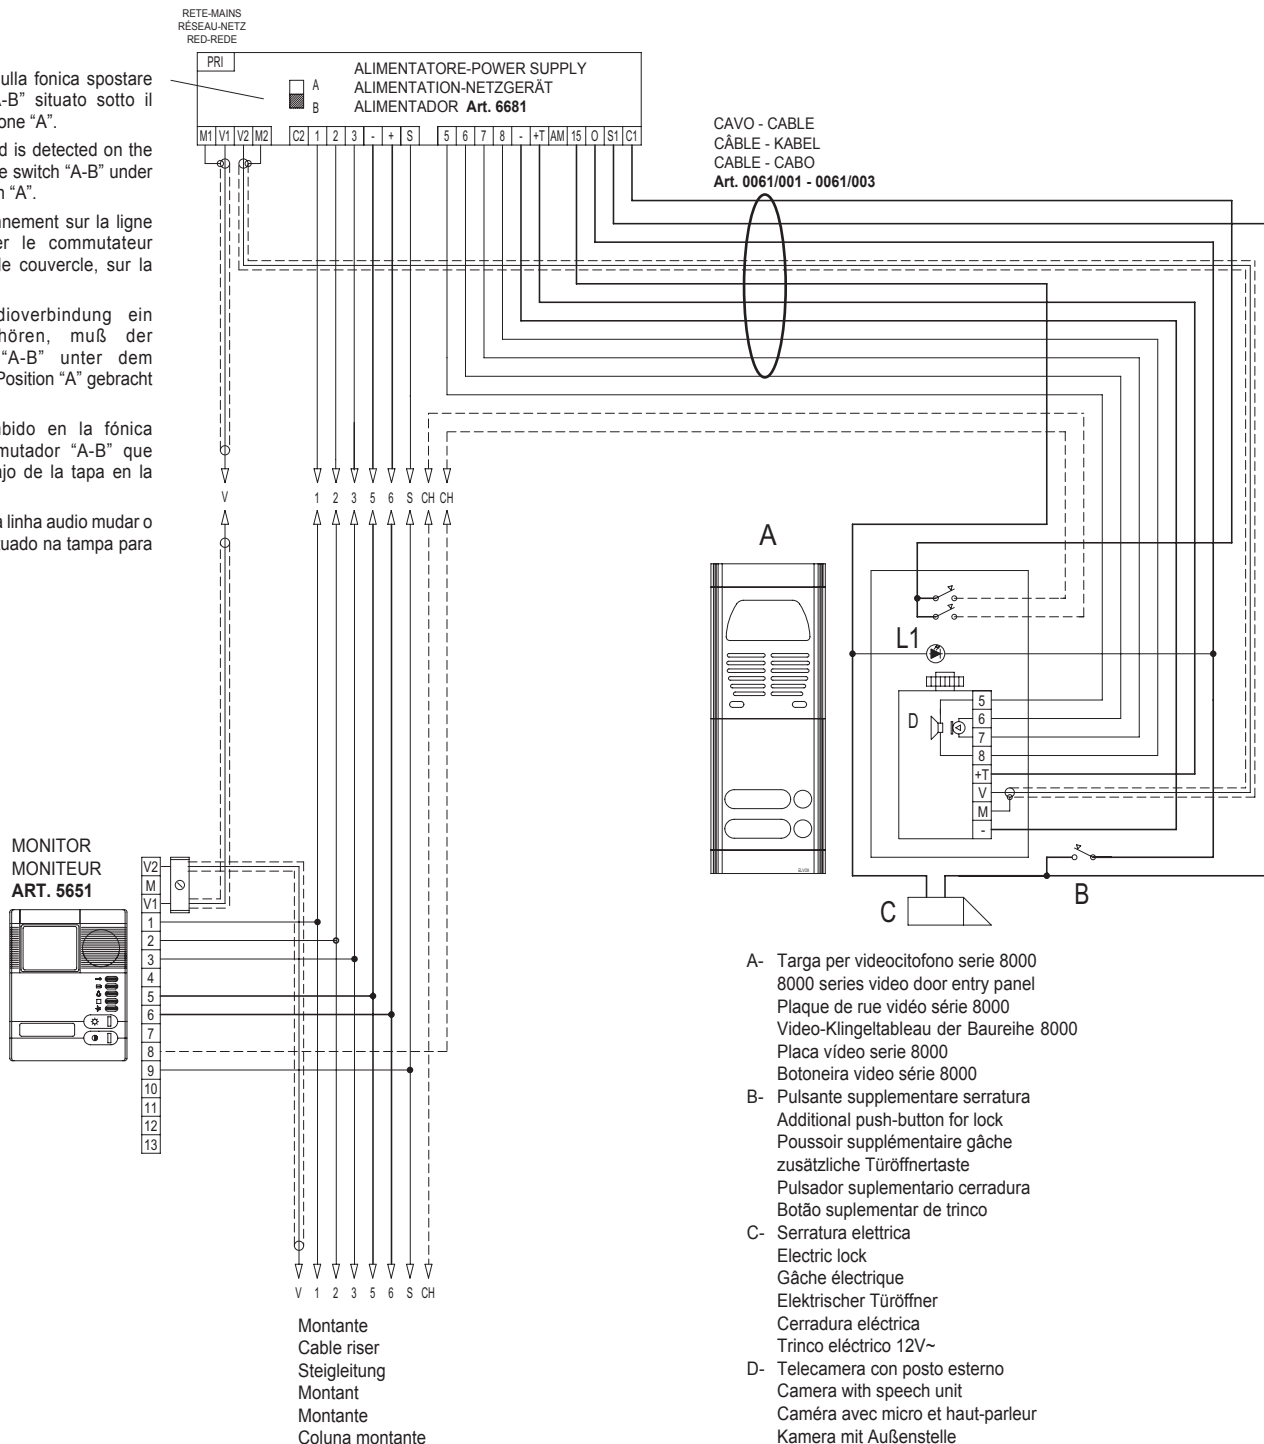 RETE-MAINS
RÉSEAU-NETZ
RED-REDE
PRI
A
B
ALIMENTATORE-POWER SUPPLY
ALIMENTATION-NETZGERÄT
ALIMENTADOR Art. 6681
M1 V1 V2 M2 C2 1 2 3 - + S 5 6 7 8 - +T AM 15 O S1 C1
ulla fonica spostare
A-B” situato sotto il
one “A”.
d is detected on the
e switch “A-B” under
n “A”.
nnement sur la ligne
er le commutateur
le couvercle, sur la
dioverbindung ein
hören, muß der
“A-B” unter dem
Position “A” gebracht
mbido en la fónica
mutador “A-B” que
ajo de la tapa en la
a linha audio mudar o
tuado na tampa para
CAVO - CABLE
CÂBLE - KABEL
CABLE - CABO
Art. 0061/001 - 0061/003
V 1 2 3 5 6 S CH CH
A
L1
D
5
6
7
8
+T
V
M
-
B
C
ELVOX
MONITOR
MONITEUR
ART. 5651
V2
M
V1
1
2
3
4
5
6
7
8
9
10
11
12
13
V 1 2 3 5 6 S CH
Montante
Cable riser
Steigleitung
Montant
Montante
Coluna montante
A- Targa per videocitofono serie 8000
8000 series video door entry panel
Plaque de rue vidéo série 8000
Video-Klingeltableau der Baureihe 8000
Placa vídeo serie 8000
Botoneira video série 8000
B- Pulsante supplementare serratura
Additional push-button for lock
Poussoir supplémentaire gâche
zusätzliche Türöffnertaste
Pulsador suplementario cerradura
Botão suplementar de trinco
C- Serratura elettrica
Electric lock
Gâche électrique
Elektrischer Türöffner
Cerradura eléctrica
Trinco eléctrico 12V~
D- Telecamera con posto esterno
Camera with speech unit
Caméra avec micro et haut-parleur
Kamera mit Außenstelle